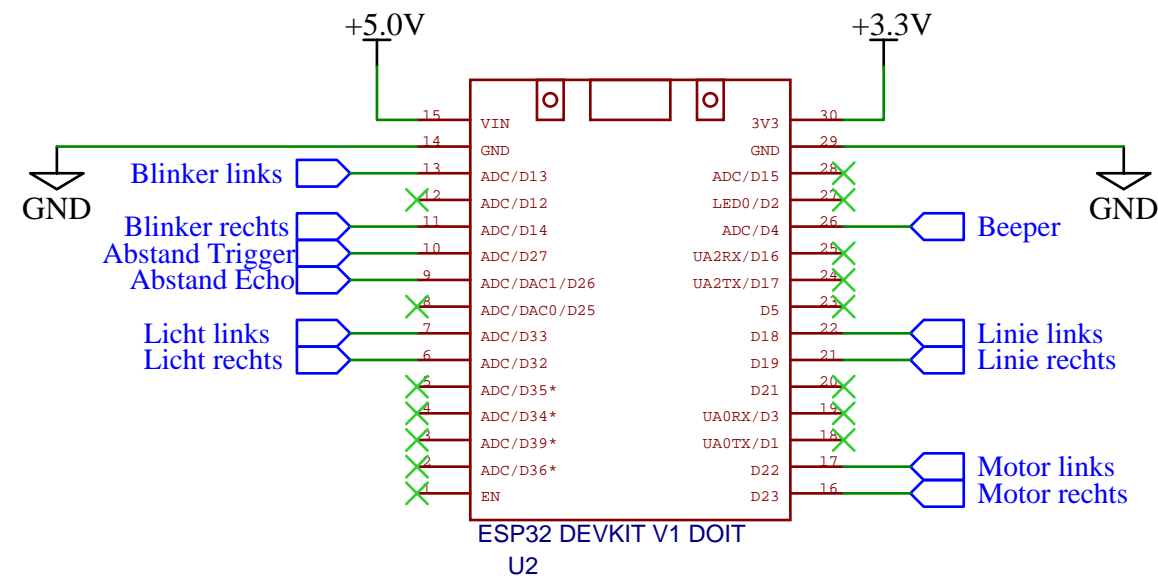 +5.0V
+3.3V
15 VIN 3V3 30
14 GND GND 29
GND
GND
Blinker links 13 ADC/D13 ADC/D15 28
12 ADC/D12 LED0/D2 27
Blinker rechts 11 ADC/D14 ADC/D4 26 Beeper
Abstand Trigger 10 ADC/D27 UA2RX/D16 25
Abstand Echo 9 ADC/DAC1/D26 UA2TX/D17 24
8 ADC/DAC0/D25 D5 23
Licht links 7 ADC/D33 D18 22 Linie links
Licht rechts 6 ADC/D32 D19 21 Linie rechts
5 ADC/D35* D21 20
4 ADC/D34* UA0RX/D3 19
3 ADC/D39* UA0TX/D1 18
2 ADC/D36* D22 17 Motor links
1 EN D23 16 Motor rechts
ESP32 DEVKIT V1 DOIT
U2